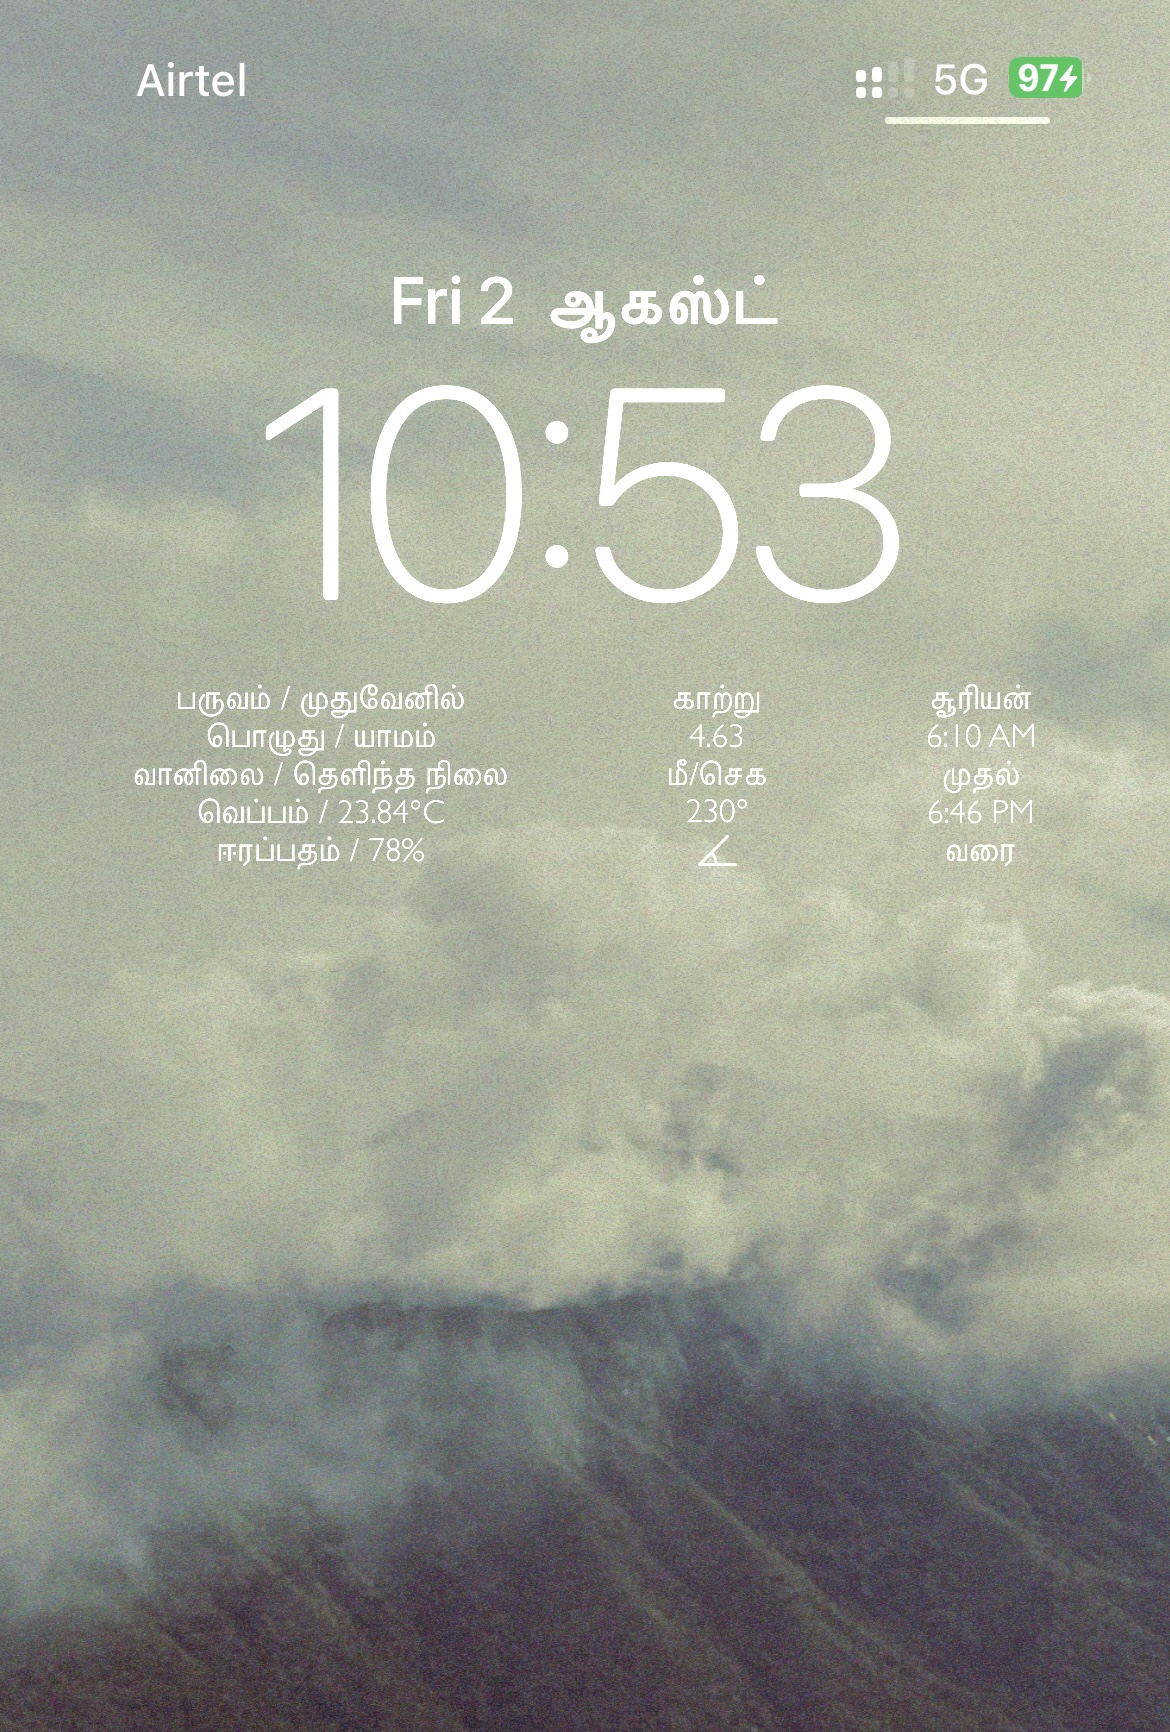 Airtel 5G 97
Fri 2 ஆகஸ்ட்
10:53
பருவம் / முதுவேனில்
பொழுது / யாமம்
வானிலை / தெளிந்த நிலை
வெப்பம் / 23.84°C
ஈரப்பதம் / 78%
காற்று
4.63
மீ/செக
230°
சூரியன்
6:10 AM
முதல்
6:46 PM
வரை